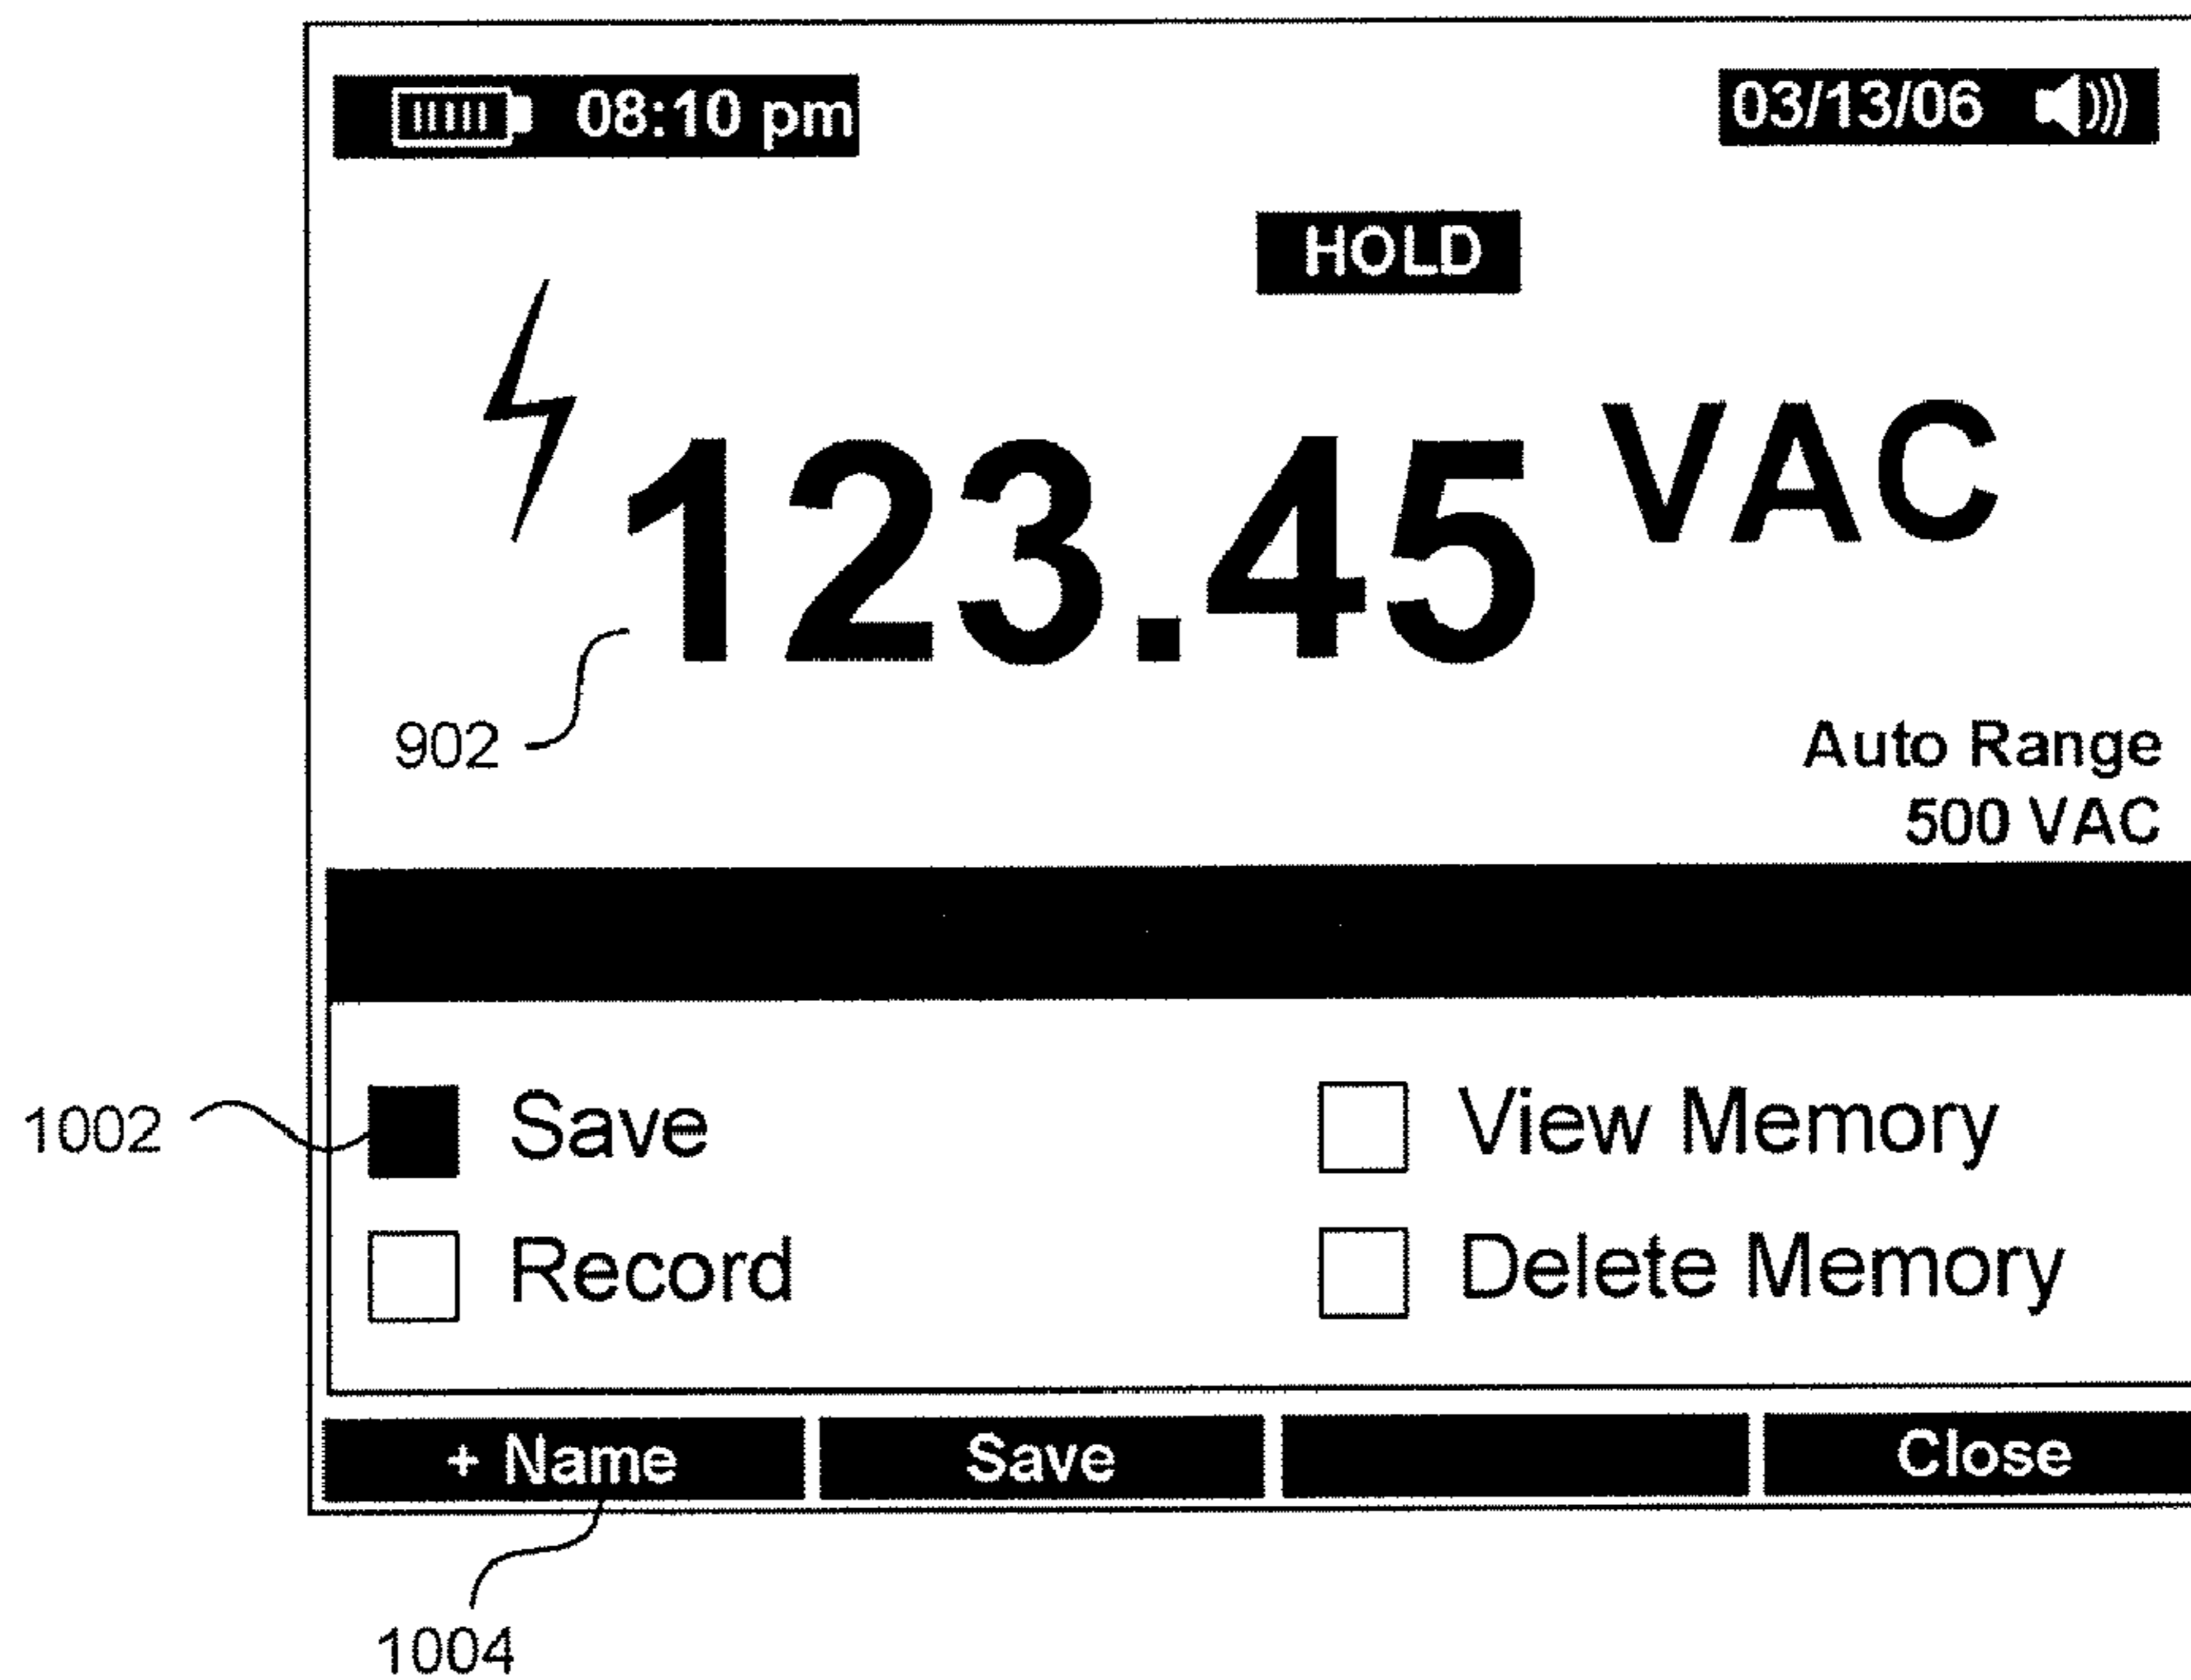 08:10 pm
03/13/06
HOLD
123.45 VAC
902
Auto Range
500 VAC
1002
Save
View Memory
Record
Delete Memory
+ Name
Save
Close
1004